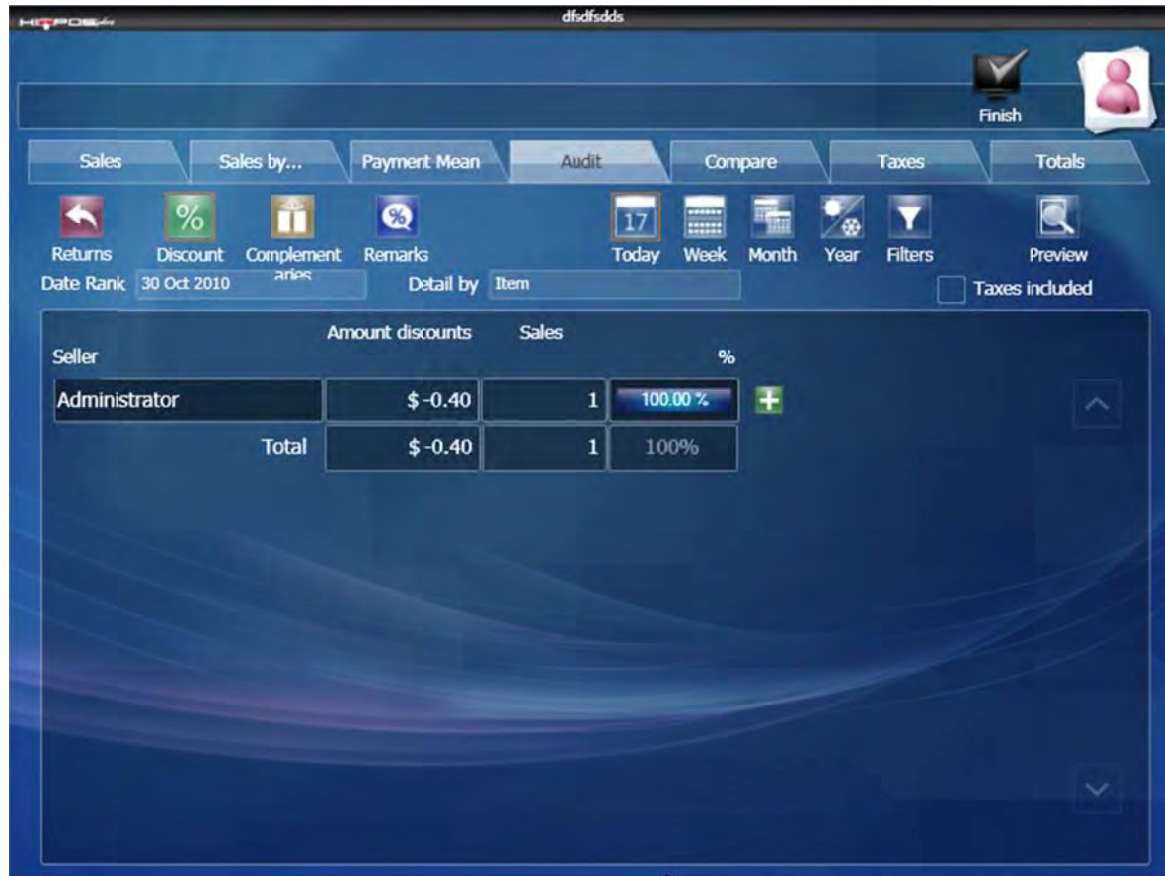 HIOPOS plus
dfsdfsdds
Finish
Sales Sales by... Payment Mean Audit Compare Taxes Totals
% 17
Returns Discount Complement Remarks Today Week Month Year Filters Preview
aries
Date Rank 30 Oct 2010 Detail by Item Taxes included
Amount discounts Sales
Seller %
Administrator $ -0.40 1 100.00 %
Total $ -0.40 1 100%